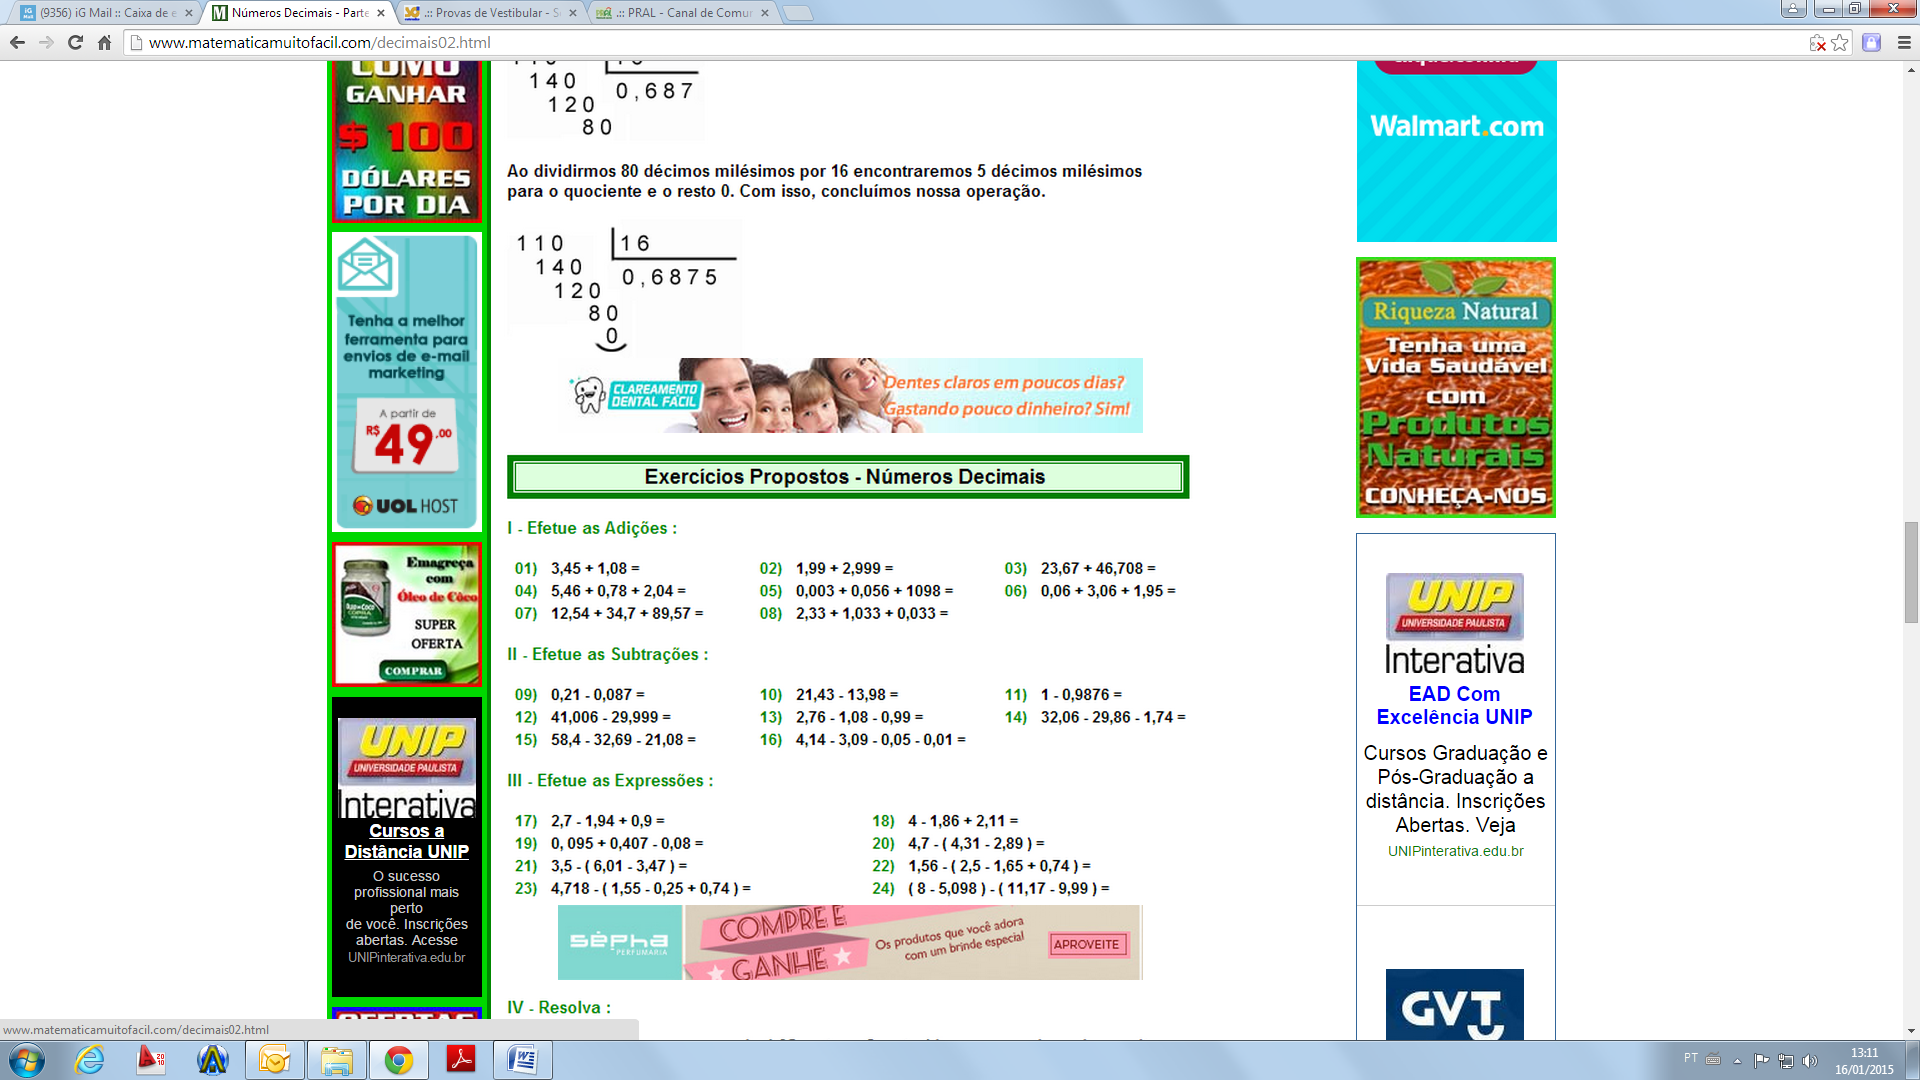 (9356) iG Mail :: Caixa de e
Números Decimais - Parte
.:: Provas de Vestibular - S
.:: PRAL - Canal de Comun
www.matematicamuitofacil.com/decimais02.html
COMO
GANHAR
$ 100
DÓLARES
POR DIA
Tenha a melhor
ferramenta para
envios de e-mail
marketing
A partir de
R$ 49,00
UOL HOST
Emagreça
com
Óleo de Côco
SUPER
OFERTA
COMPRAR
UNIP
UNIVERSIDADE PAULISTA
Interativa
Cursos a
Distância UNIP
O sucesso
profissional mais
perto
de você. Inscrições
abertas. Acesse
UNIPinterativa.edu.br
OFERTAS
140
120
80
0,687
Ao dividirmos 80 décimos milésimos por 16 encontraremos 5 décimos milésimos
para o quociente e o resto 0. Com isso, concluímos nossa operação.
110 16
140 0,6875
120
80
0
CLAREAMENTO
DENTAL FÁCIL
Dentes claros em poucos dias?
Gastando pouco dinheiro? Sim!
Exercícios Propostos - Números Decimais
I - Efetue as Adições :
01) 3,45 + 1,08 = 02) 1,99 + 2,999 = 03) 23,67 + 46,708 =
04) 5,46 + 0,78 + 2,04 = 05) 0,003 + 0,056 + 1098 = 06) 0,06 + 3,06 + 1,95 =
07) 12,54 + 34,7 + 89,57 = 08) 2,33 + 1,033 + 0,033 =
II - Efetue as Subtrações :
09) 0,21 - 0,087 = 10) 21,43 - 13,98 = 11) 1 - 0,9876 =
12) 41,006 - 29,999 = 13) 2,76 - 1,08 - 0,99 = 14) 32,06 - 29,86 - 1,74 =
15) 58,4 - 32,69 - 21,08 = 16) 4,14 - 3,09 - 0,05 - 0,01 =
III - Efetue as Expressões :
17) 2,7 - 1,94 + 0,9 = 18) 4 - 1,86 + 2,11 =
19) 0, 095 + 0,407 - 0,08 = 20) 4,7 - ( 4,31 - 2,89 ) =
21) 3,5 - ( 6,01 - 3,47 ) = 22) 1,56 - ( 2,5 - 1,65 + 0,74 ) =
23) 4,718 - ( 1,55 - 0,25 + 0,74 ) = 24) ( 8 - 5,098 ) - ( 11,17 - 9,99 ) =
sépha
PERFUMARIA
COMPRE E
GANHE
Os produtos que você adora
com um brinde especial
APROVEITE
IV - Resolva :
Walmart.com
Riqueza Natural
Tenha uma
Vida Saudável
com
Produtos
Naturais
CONHEÇA-NOS
UNIP
UNIVERSIDADE PAULISTA
Interativa
EAD Com
Excelência UNIP
Cursos Graduação e
Pós-Graduação a
distância. Inscrições
Abertas. Veja
UNIPinterativa.edu.br
GVT
www.matematicamuitofacil.com/decimais02.html
PT
13:11
16/01/2015